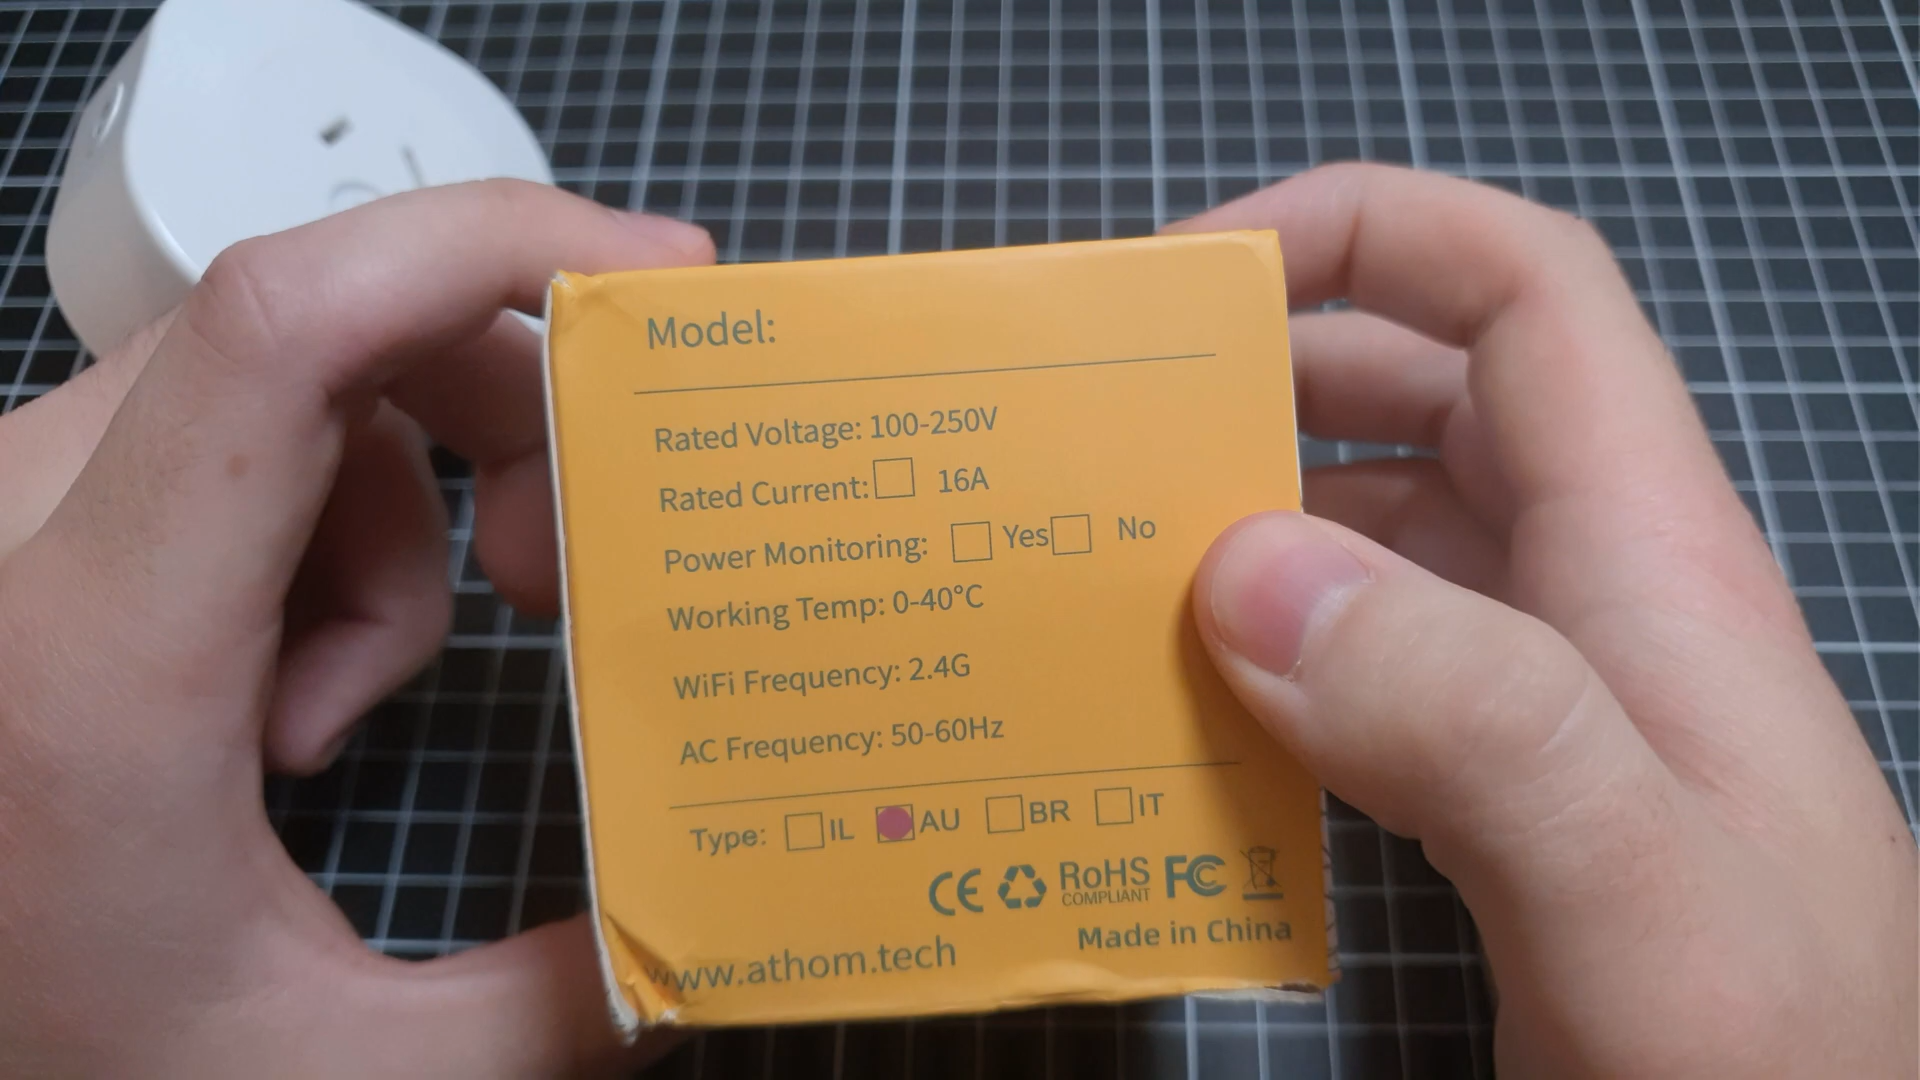 Model:
Rated Voltage: 100-250V
Rated Current: 16A
Power Monitoring: Yes No
Working Temp: 0-40°C
WiFi Frequency: 2.4G
AC Frequency: 50-60Hz
Type: IL AU BR IT
CE RoHS FC
COMPLIANT
Made in China
www.athom.tech